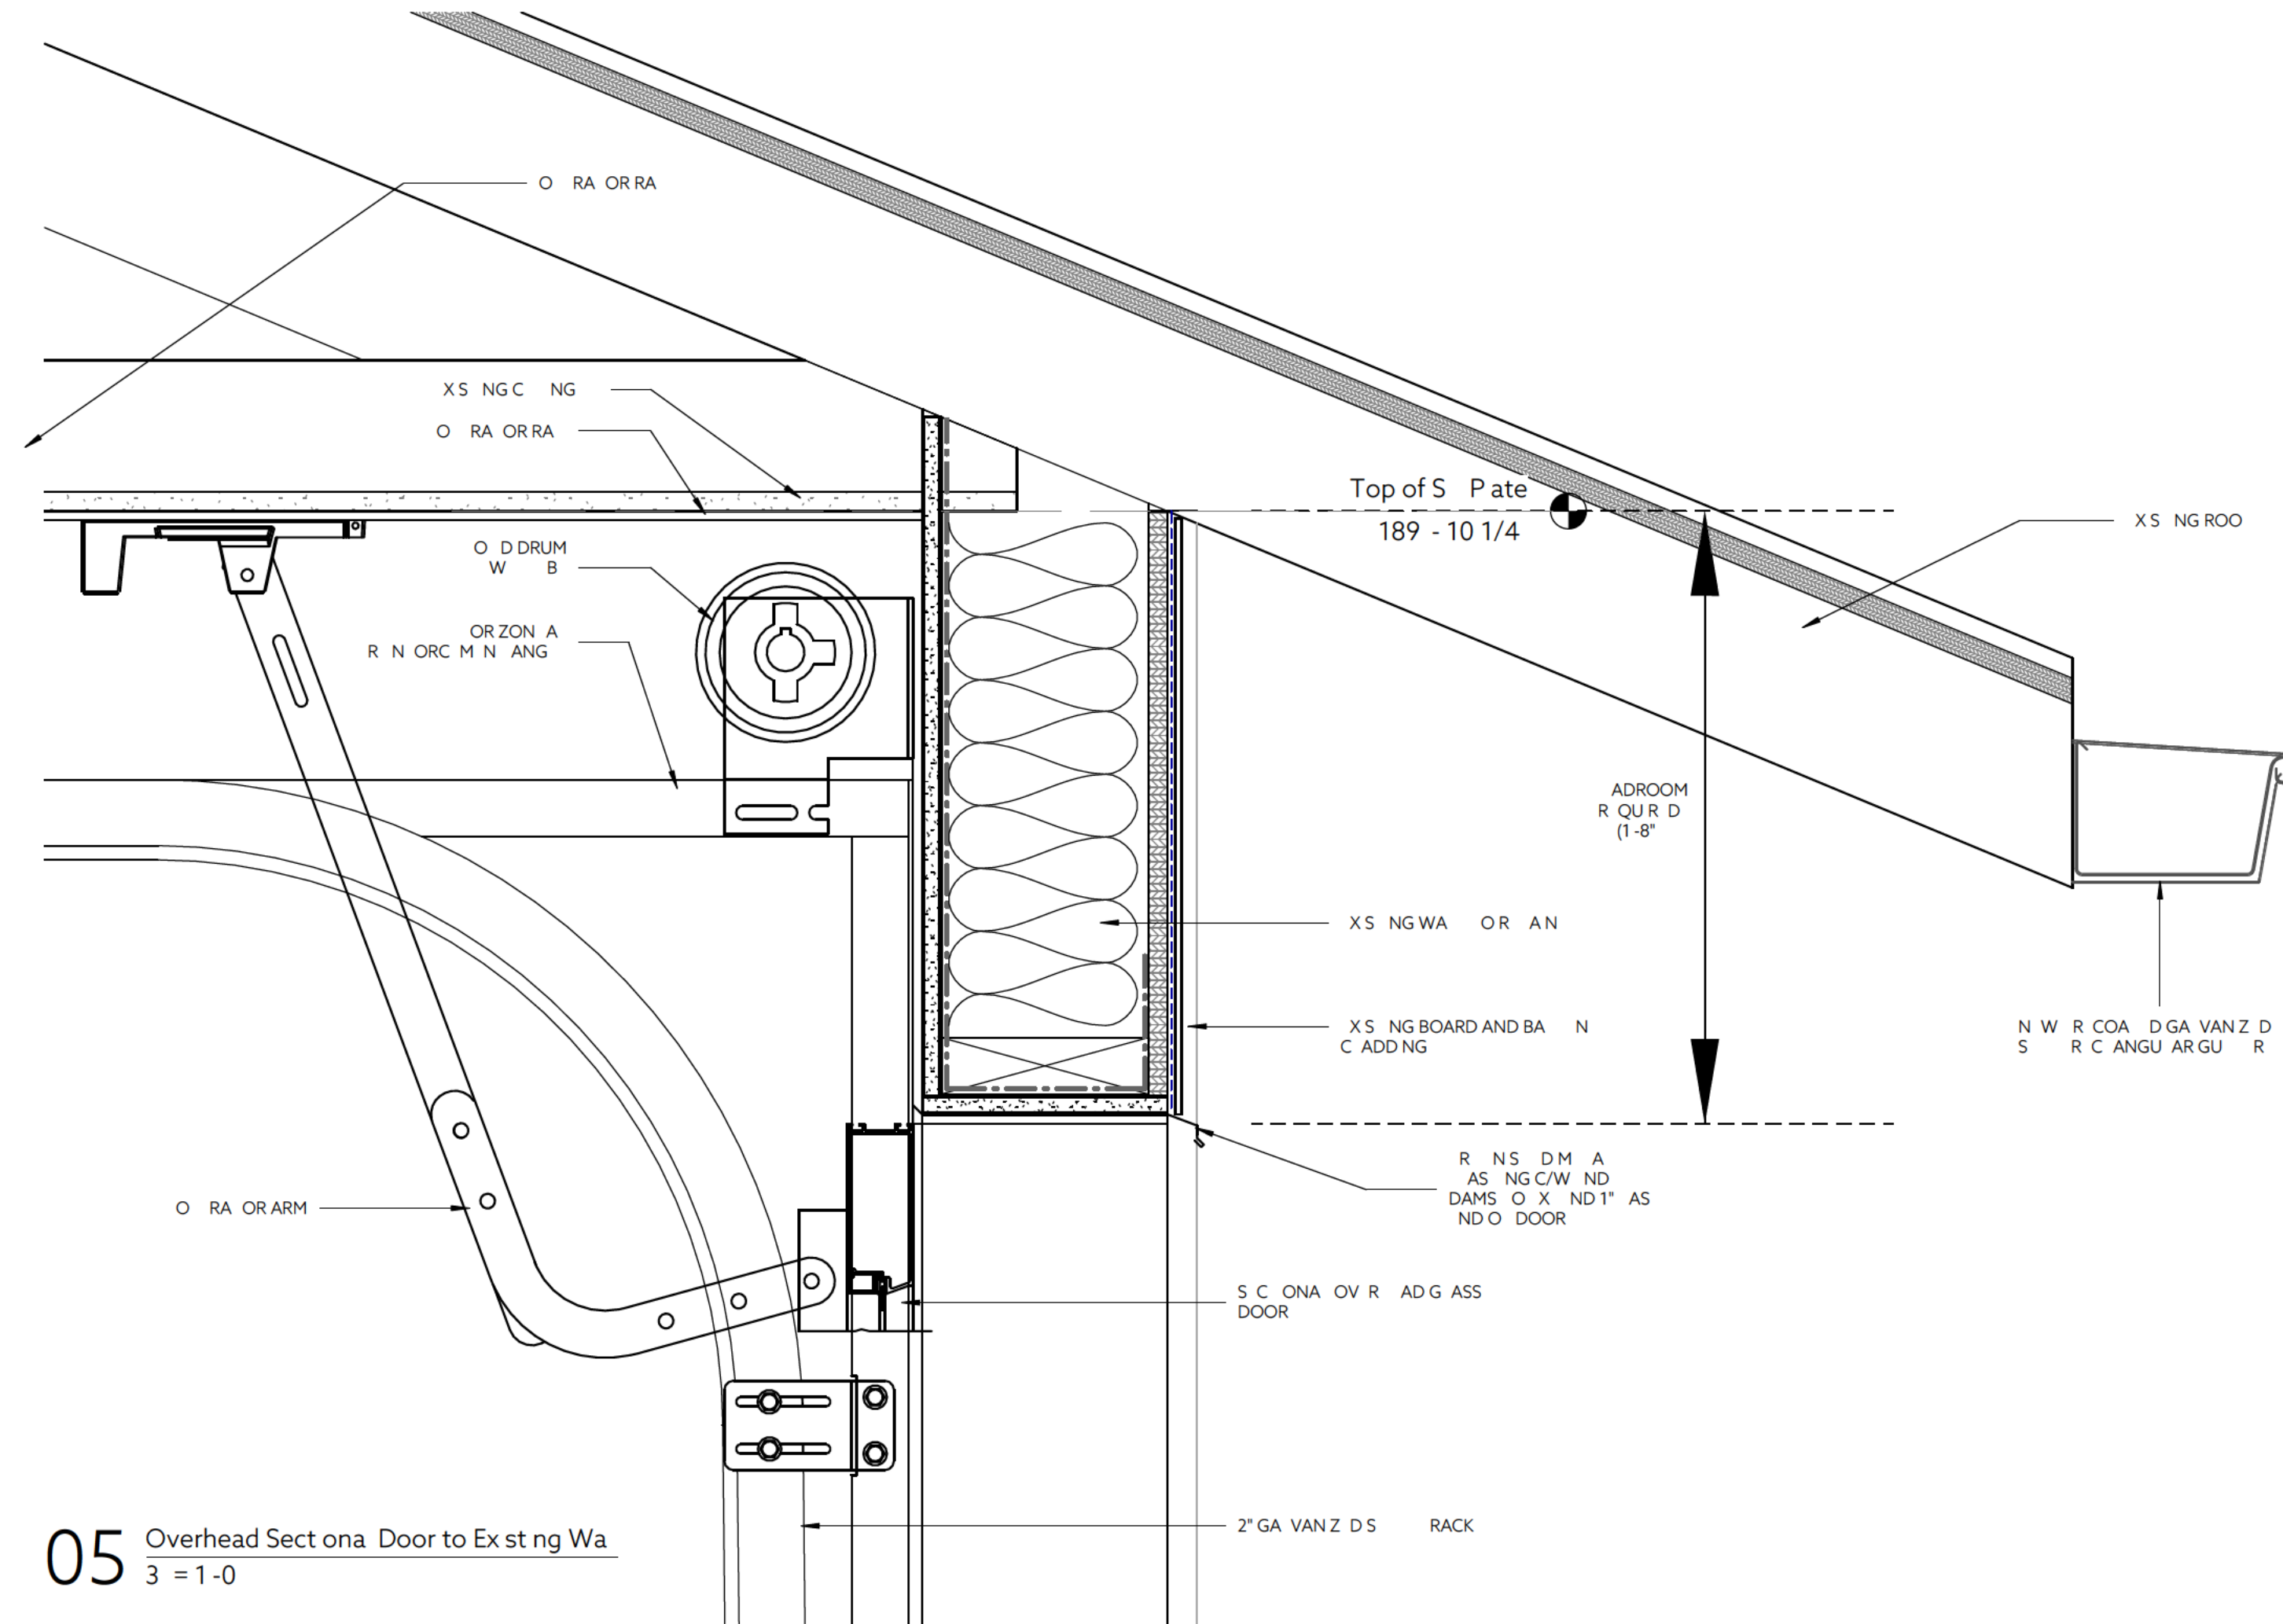 O RA OR RA
X S NG C NG
O RA OR RA
O D DRUM
W B
OR ZON A
R N ORC M N ANG
Top of S P ate
189 - 10 1/4
X S NG ROO
ADROOM
R QU R D
(1 -8"
X S NG WA OR AN
X S NG BOARD AND BA N
C ADD NG
N W R COA D GA VAN Z D
S R C ANGU AR GU R
R NS D M A
AS NG C/W ND
DAMS O X ND 1" AS
ND O DOOR
O RA OR ARM
S C ONA OV R AD G ASS
DOOR
2" GA VAN Z D S RACK
05 Overhead Sect ona Door to Ex st ng Wa
3 = 1 -0